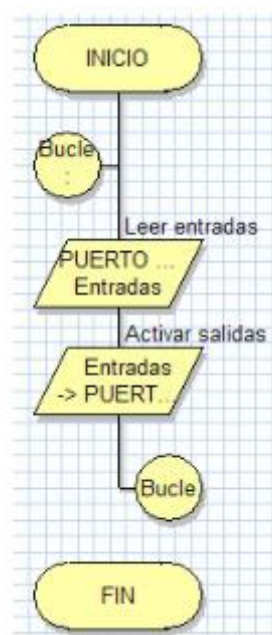 INICIO
Bucle
:
Leer entradas
PUERTO ...
Entradas
Activar salidas
Entradas
-> PUERT...
Bucle
FIN